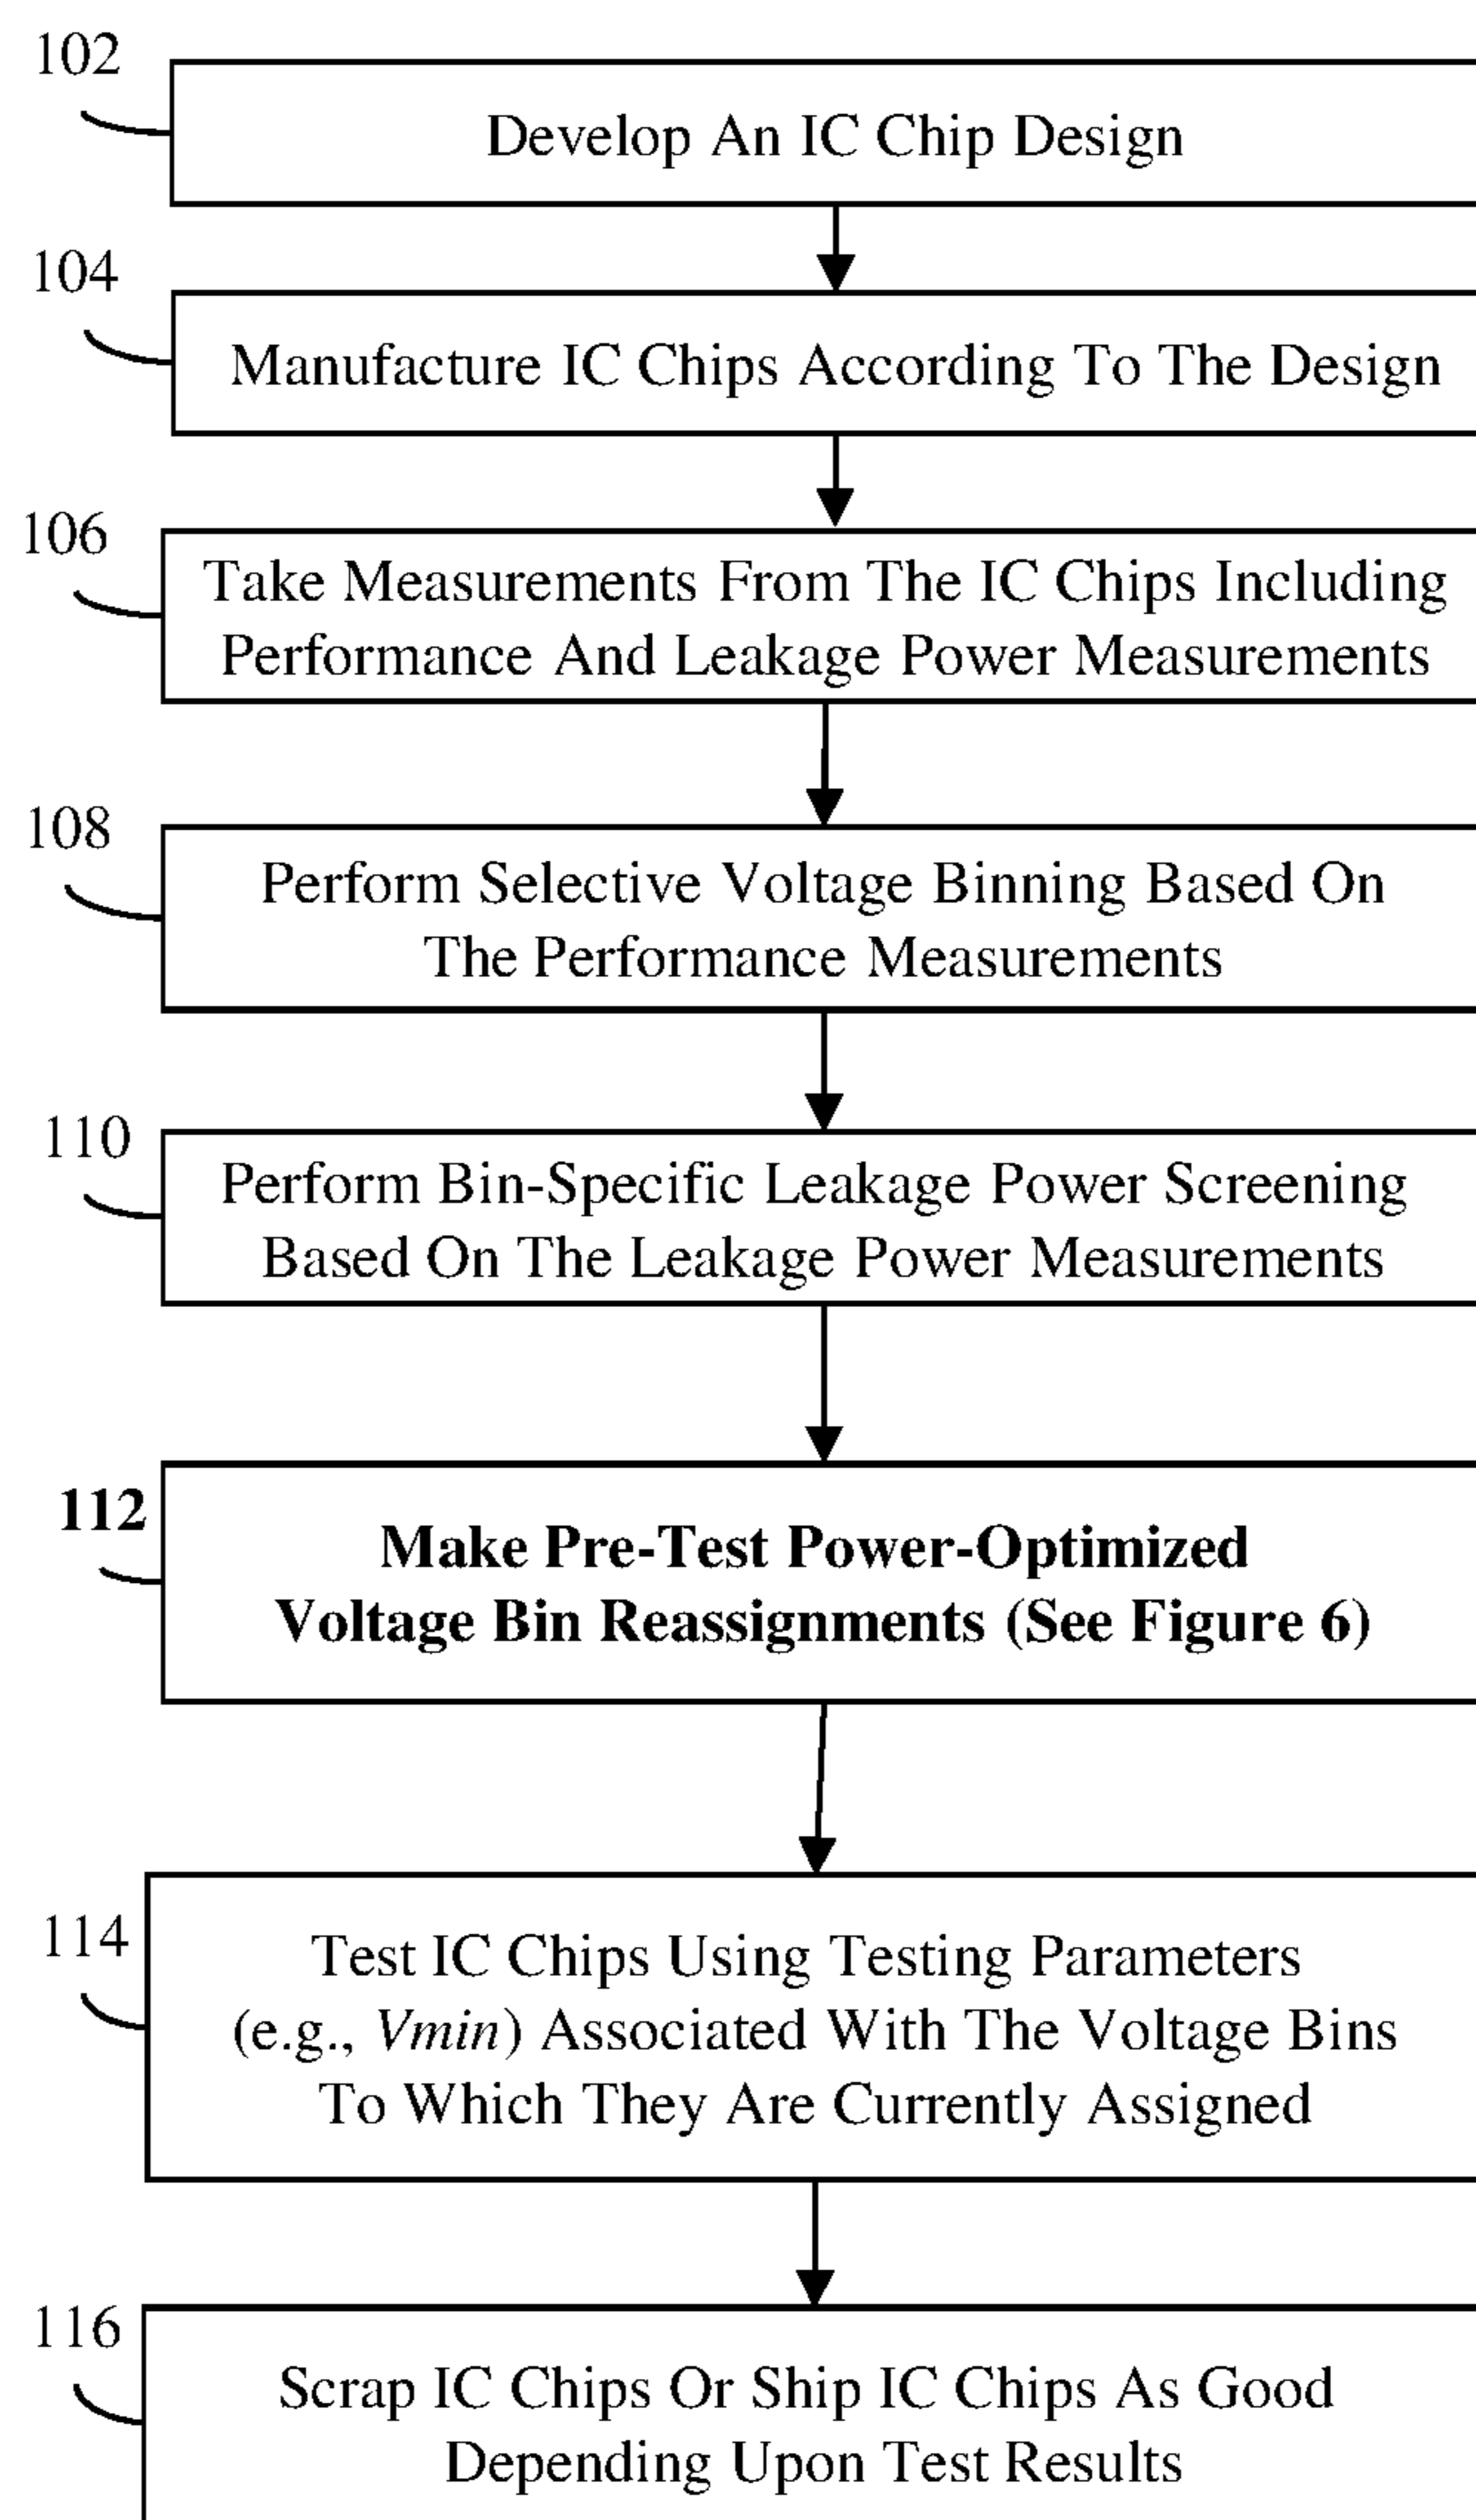 102
Develop An IC Chip Design
104
Manufacture IC Chips According To The Design
106
Take Measurements From The IC Chips Including
Performance And Leakage Power Measurements
108
Perform Selective Voltage Binning Based On
The Performance Measurements
110
Perform Bin-Specific Leakage Power Screening
Based On The Leakage Power Measurements
112
Make Pre-Test Power-Optimized
Voltage Bin Reassignments (See Figure 6)
114
Test IC Chips Using Testing Parameters
(e.g., Vmin) Associated With The Voltage Bins
To Which They Are Currently Assigned
116
Scrap IC Chips Or Ship IC Chips As Good
Depending Upon Test Results